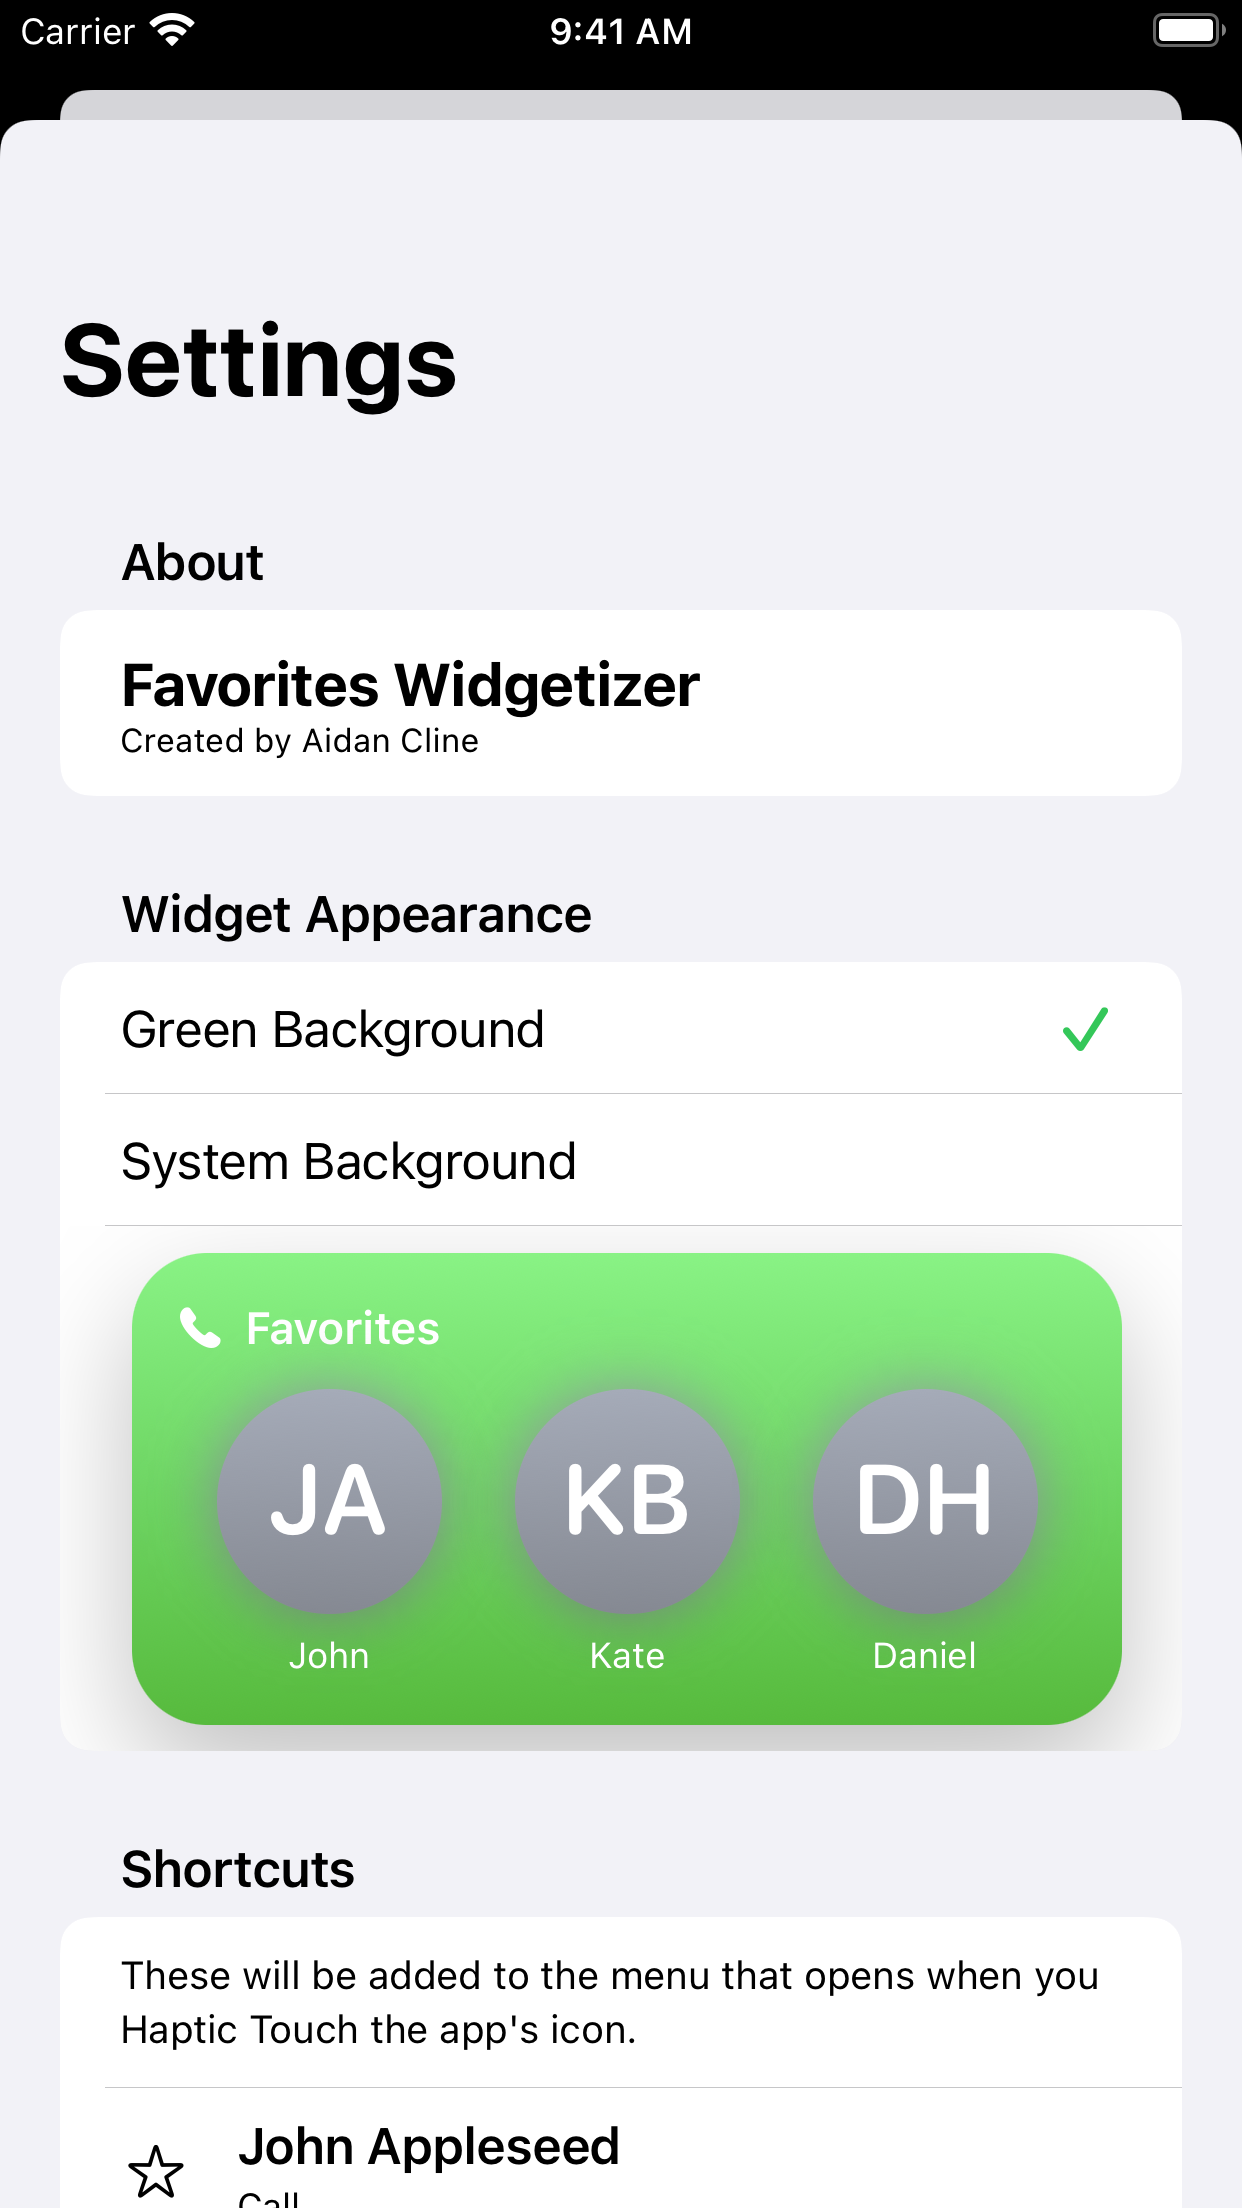 Carrier 9:41 AM
Settings
About
Favorites Widgetizer
Created by Aidan Cline
Widget Appearance
Green Background
System Background
Favorites
JA KB DH
John Kate Daniel
Shortcuts
These will be added to the menu that opens when you
Haptic Touch the app's icon.
John Appleseed
Call